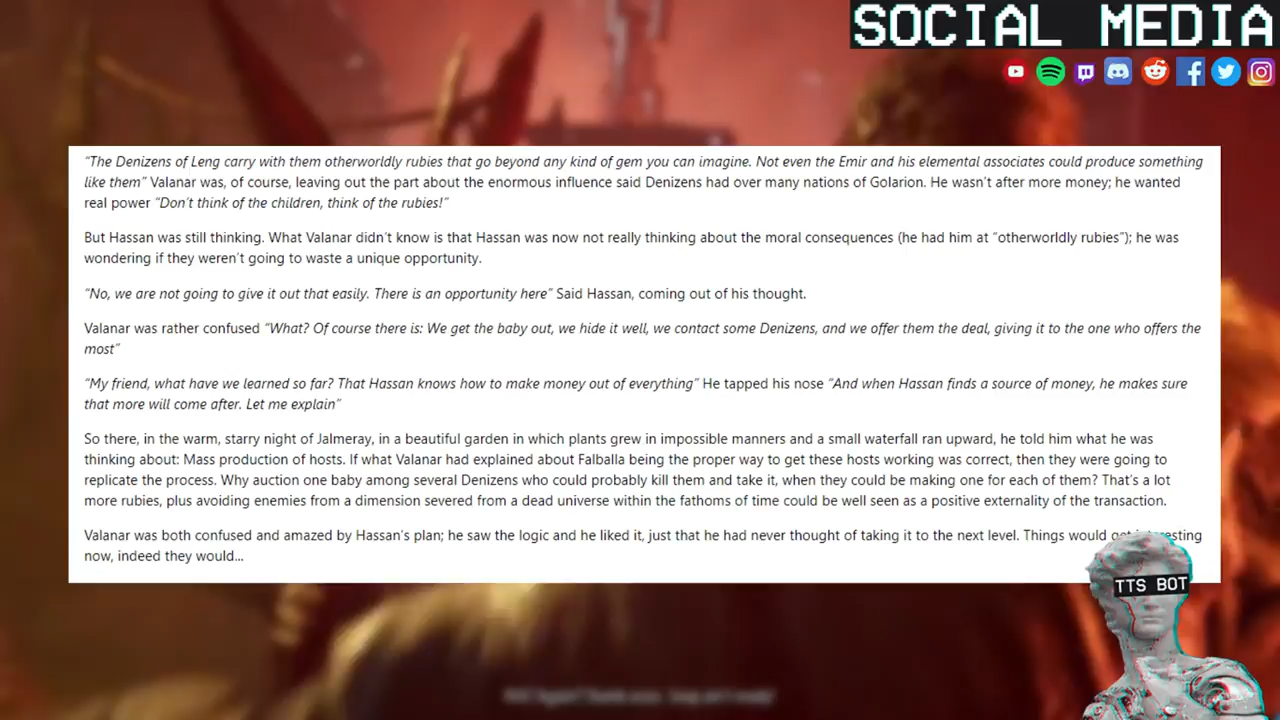 SOCIAL MEDIA
“The Denizens of Leng carry with them otherworldly rubies that go beyond any kind of gem you can imagine. Not even the Emir and his elemental associates could produce something
like them” Valanar was, of course, leaving out the part about the enormous influence said Denizens had over many nations of Golarion. He wasn’t after more money; he wanted
real power “Don’t think of the children, think of the rubies!”
But Hassan was still thinking. What Valanar didn’t know is that Hassan was now not really thinking about the moral consequences (he had him at “otherworldly rubies”); he was
wondering if they weren’t going to waste a unique opportunity.
“No, we are not going to give it out that easily. There is an opportunity here” Said Hassan, coming out of his thought.
Valanar was rather confused “What? Of course there is: We get the baby out, we hide it well, we contact some Denizens, and we offer them the deal, giving it to the one who offers the
most”
“My friend, what have we learned so far? That Hassan knows how to make money out of everything” He tapped his nose “And when Hassan finds a source of money, he makes sure
that more will come after. Let me explain”
So there, in the warm, starry night of Jalmeray, in a beautiful garden in which plants grew in impossible manners and a small waterfall ran upward, he told him what he was
thinking about: Mass production of hosts. If what Valanar had explained about Falballa being the proper way to get these hosts working was correct, then they were going to
replicate the process. Why auction one baby among several Denizens who could probably kill them and take it, when they could be making one for each of them? That’s a lot
more rubies, plus avoiding enemies from a dimension severed from a dead universe within the fathoms of time could be well seen as a positive externality of the transaction.
Valanar was both confused and amazed by Hassan’s plan; he saw the logic and he liked it, just that he had never thought of taking it to the next level. Things would get interesting
now, indeed they would...
TTS BOT